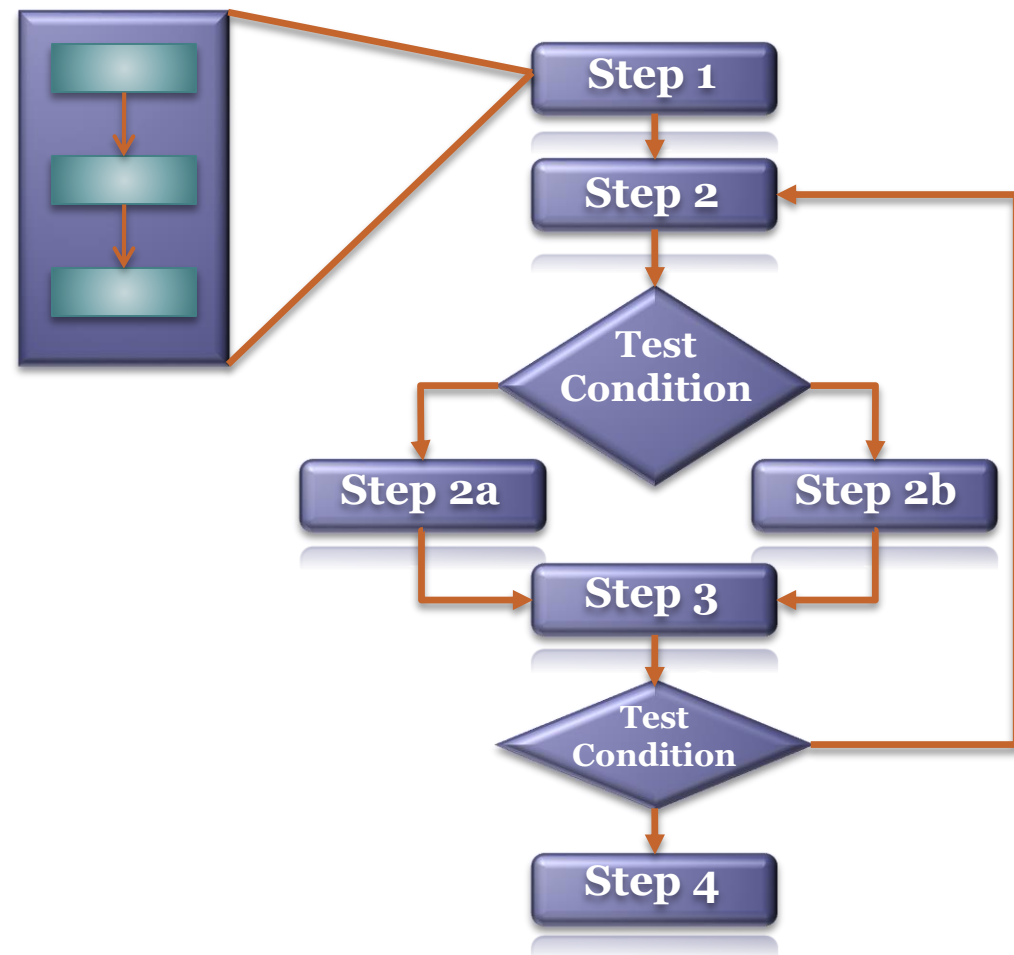 Step 1
Step 2
Test
Condition
Step 2a
Step 2b
Step 3
Test
Condition
Step 4